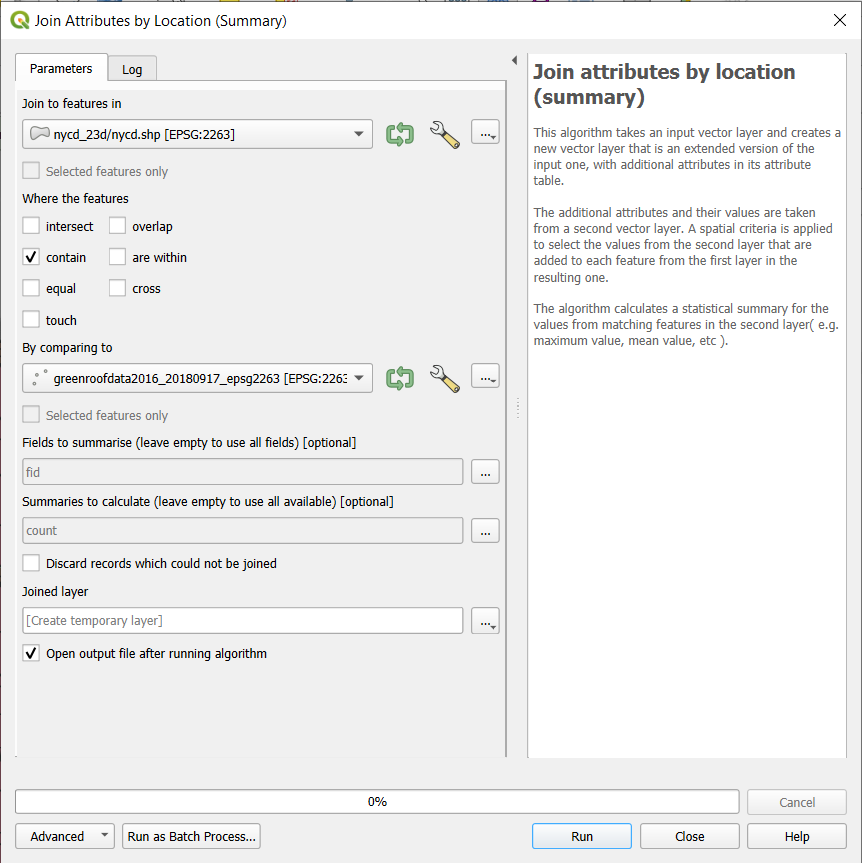 Join Attributes by Location (Summary)
Parameters
Log
Join to features in
nycd_23d/nycd.shp [EPSG:2263]
...
Selected features only
Where the features
intersect
overlap
contain
are within
equal
cross
touch
By comparing to
greenroofdata2016_20180917_epsg2263 [EPSG:2263
...
Selected features only
Fields to summarise (leave empty to use all fields) [optional]
fid
...
Summaries to calculate (leave empty to use all available) [optional]
count
...
Discard records which could not be joined
Joined layer
[Create temporary layer]
...
Open output file after running algorithm
Join attributes by location
(summary)
This algorithm takes an input vector layer and creates a
new vector layer that is an extended version of the
input one, with additional attributes in its attribute
table.
The additional attributes and their values are taken
from a second vector layer. A spatial criteria is applied
to select the values from the second layer that are
added to each feature from the first layer in the
resulting one.
The algorithm calculates a statistical summary for the
values from matching features in the second layer( e.g.
maximum value, mean value, etc ).
0%
Cancel
Advanced
Run as Batch Process...
Run
Close
Help